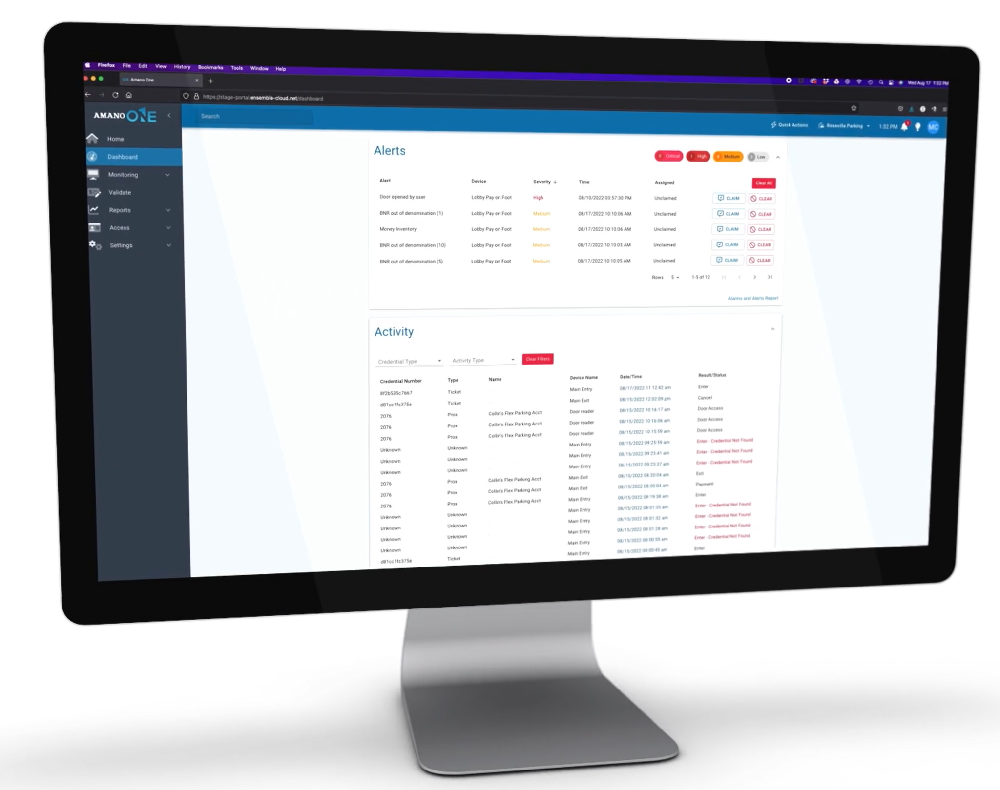 Firefox File Edit View History Bookmarks Tools Window Help
Wed Aug 17 1:32 PM
Amano One
https://stage-portal.ensemble-cloud.net/dashboard
AMANO ONE
Search
Quick Actions Roseville Parking 1:32 PM MC
Home
Dashboard
Monitoring
Validate
Reports
Access
Settings
Alerts
0 Critical 1 High Medium Low
Alert Device Severity Time Assigned Clear All
Door opened by user Lobby Pay on Foot High 08/10/2022 03:57:30 PM Unclaimed CLAIM CLEAR
BNR out of denomination (1) Lobby Pay on Foot Medium 08/17/2022 10:10:06 AM Unclaimed CLAIM CLEAR
Money Inventory Lobby Pay on Foot Medium 08/17/2022 10:10:06 AM Unclaimed CLAIM CLEAR
BNR out of denomination (10) Lobby Pay on Foot Medium 08/17/2022 10:10:05 AM Unclaimed CLAIM CLEAR
BNR out of denomination (5) Lobby Pay on Foot Medium 08/17/2022 10:10:05 AM Unclaimed CLAIM CLEAR
Rows 5 1-5 of 12
Alarms and Alerts Report
Activity
Credential Type Activity Type Clear Filters
Credential Number Type Name Device Name Date/Time Result/Status
8f2b535c7b67 Ticket Main Entry 08/17/2022 11:12:42 am Enter
d81cc1fc375e Ticket Main Exit 08/15/2022 12:02:09 pm Cancel
2076 Prox Collin's Flex Parking Acct Door reader 08/15/2022 10:16:17 am Door Access
2076 Prox Collin's Flex Parking Acct Door reader 08/15/2022 10:16:06 am Door Access
2076 Prox Collin's Flex Parking Acct Door reader 08/15/2022 10:15:59 am Door Access
Unknown Unknown Main Entry 08/15/2022 09:25:59 am Enter - Credential Not Found
Unknown Unknown Main Entry 08/15/2022 09:23:41 am Enter - Credential Not Found
Unknown Unknown Main Entry 08/15/2022 09:23:37 am Enter - Credential Not Found
2076 Prox Collin's Flex Parking Acct Main Exit 08/15/2022 08:20:04 am Exit
2076 Prox Collin's Flex Parking Acct Main Exit 08/15/2022 08:20:04 am Payment
2076 Prox Collin's Flex Parking Acct Main Entry 08/15/2022 08:19:38 am Enter
Unknown Unknown Main Entry 08/15/2022 08:01:35 am Enter - Credential Not Found
Unknown Unknown Main Entry 08/15/2022 08:01:32 am Enter - Credential Not Found
Unknown Unknown Main Entry 08/15/2022 08:01:28 am Enter - Credential Not Found
Unknown Unknown Main Entry 08/15/2022 08:00:55 am Enter - Credential Not Found
d81cc1fc375e Ticket Main Entry 08/15/2022 08:00:45 am Enter